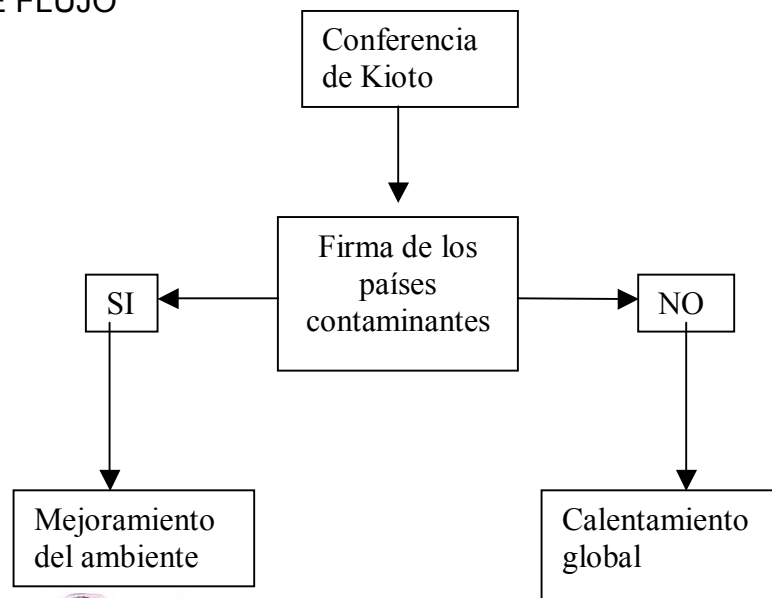 E FLUJO
Conferencia
de Kioto
Firma de los
países
contaminantes
SI
NO
Mejoramiento
del ambiente
Calentamiento
global